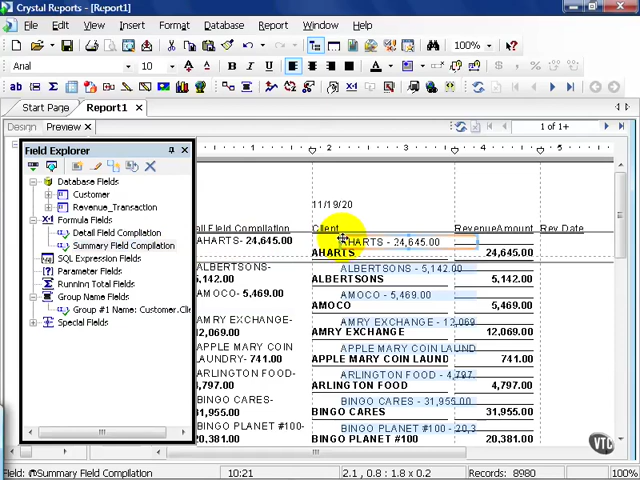 Crystal Reports - [Report1]
File Edit View Insert Format Database Report Window Help
100%
Arial 10
Start Page Report1
Design Preview 1 of 1+
Field Explorer
Database Fields
Customer
Revenue_Transaction
Formula Fields
Detail Field Compilation
Summary Field Compilation
SQL Expression Fields
Parameter Fields
Running Total Fields
Group Name Fields
Group #1 Name: Customer.Clie
Special Fields
1 2 3 4 5
11/19/20
ail Field Compilation Client RevenueAmount Rev Date
AHARTS- 24,645.00 AHARTS - 24,645.00
AHARTS 24,645.00
ALBERTSONS- ALBERTSONS - 5,142.00
5,142.00 ALBERTSONS 5,142.00
AMOCO- 5,469.00 AMOCO - 5,469.00
AMOCO 5,469.00
AMRY EXCHANGE- AMRY EXCHANGE - 12,069
12,069.00 AMRY EXCHANGE 12,069.00
APPLE MARY COIN APPLE MARY COIN LAUND
LAUNDRY- 741.00 APPLE MARY COIN LAUND 741.00
ARLINGTON FOOD- ARLINGTON FOOD - 4,797.
4,797.00 ARLINGTON FOOD 4,797.00
BINGO CARES- BINGO CARES - 31,955.00
31,955.00 BINGO CARES 31,955.00
BINGO PLANET #100- BINGO PLANET #100 - 20,3
20,381.00 BINGO PLANET #100 20,381.00
VTC
Field: @Summary Field Compilation 10:21 2.1 , 0.8 : 1.8 x 0.2 Records: 8980 100%